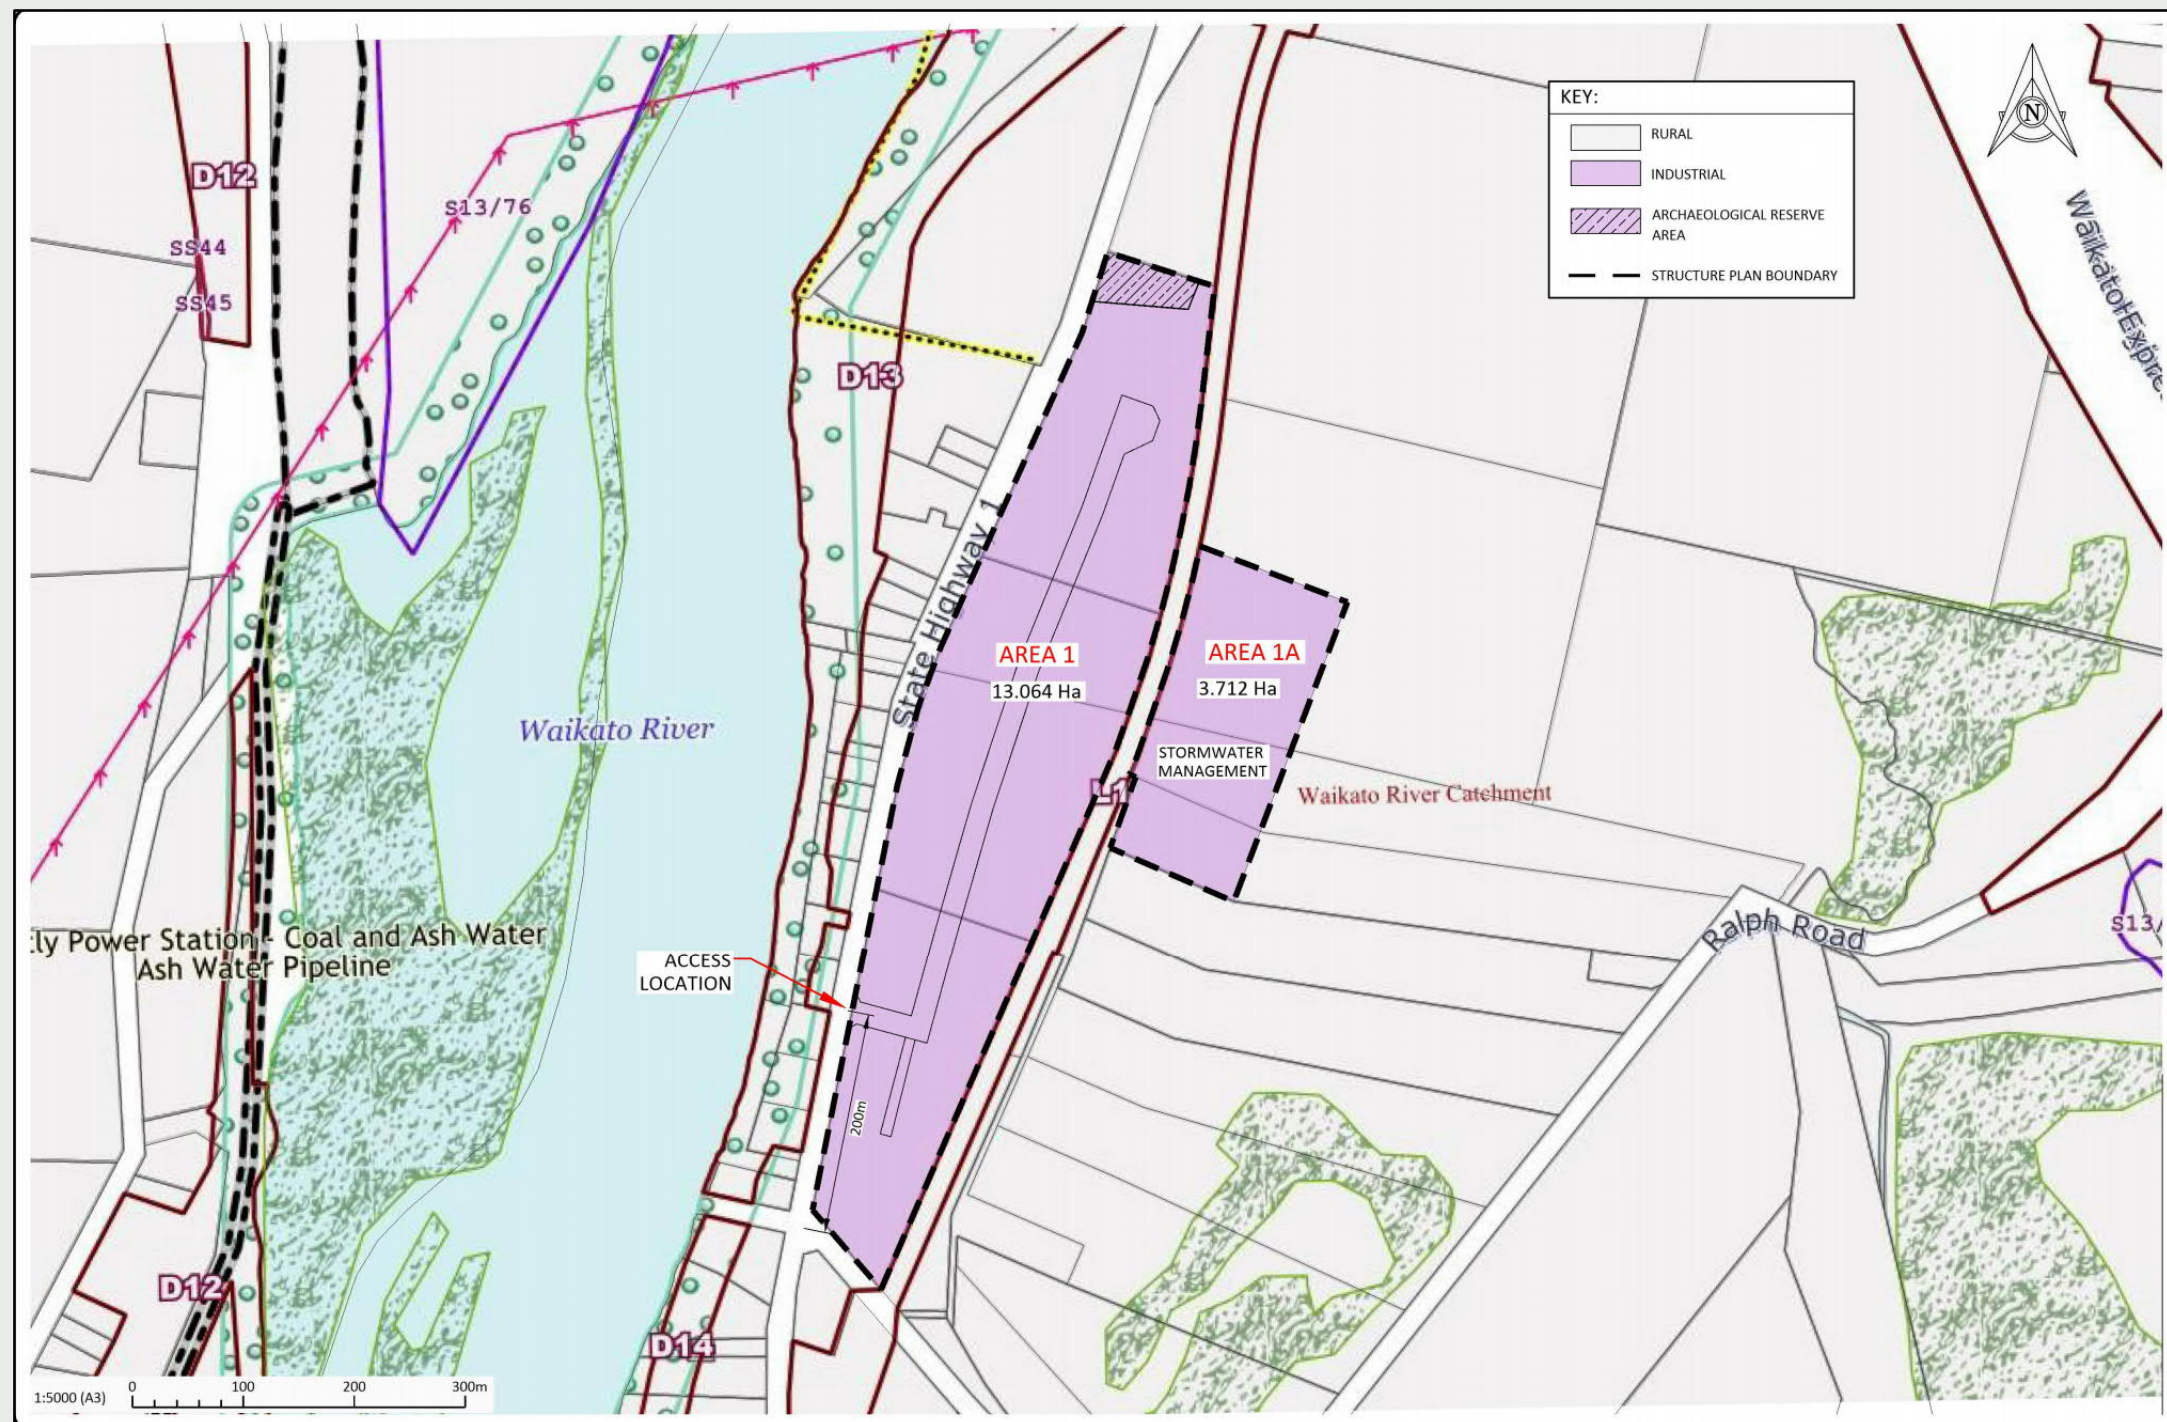 KEY:
RURAL
INDUSTRIAL
ARCHAEOLOGICAL RESERVE
AREA
STRUCTURE PLAN BOUNDARY
N
D12
S13/76
SS44
SS45
D13
State Highway 1
AREA 1
13.064 Ha
AREA 1A
3.712 Ha
Waikato River
STORMWATER
MANAGEMENT
L1
Waikato River Catchment
Ralph Road
S13/
ly Power Station - Coal and Ash Water
Ash Water Pipeline
ACCESS
LOCATION
200m
D12
D14
1:5000 (A3)
0 100 200 300m